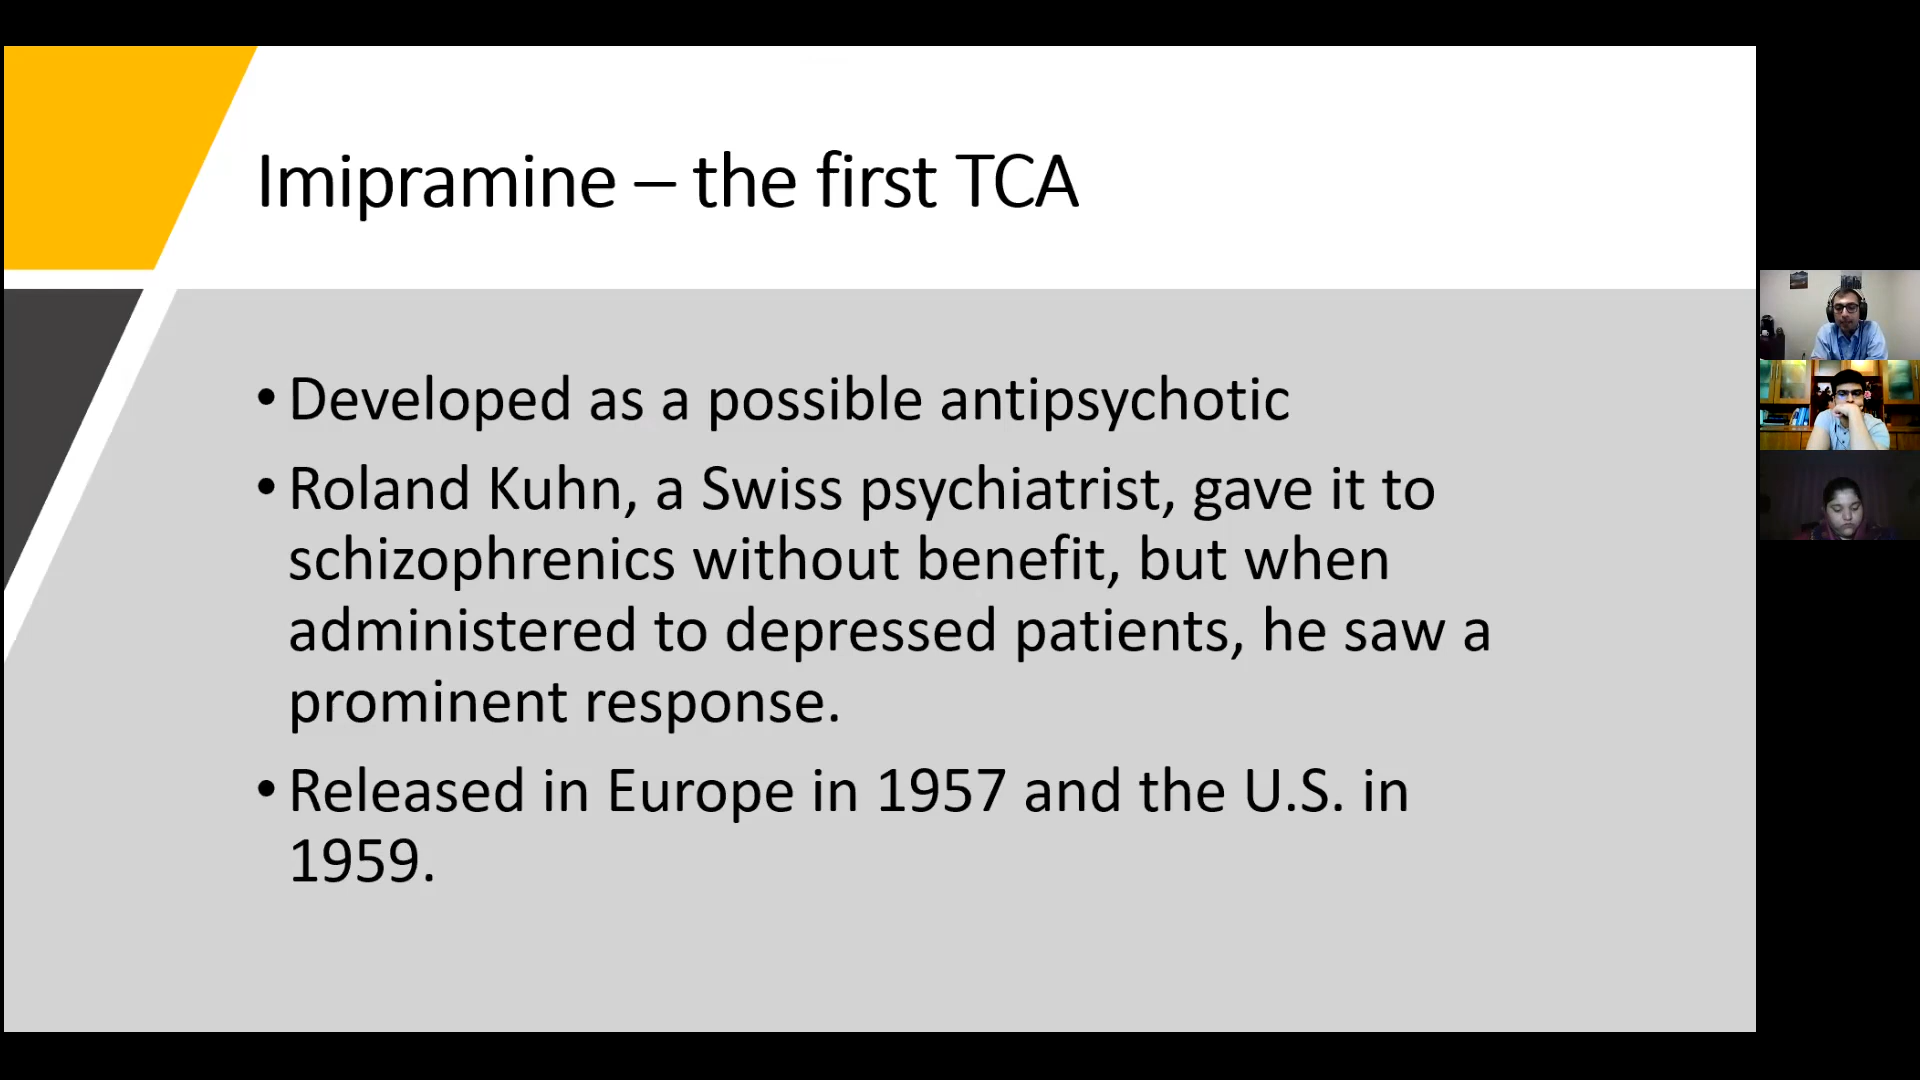 Imipramine – the first TCA
• Developed as a possible antipsychotic
• Roland Kuhn, a Swiss psychiatrist, gave it to
schizophrenics without benefit, but when
administered to depressed patients, he saw a
prominent response.
• Released in Europe in 1957 and the U.S. in
1959.